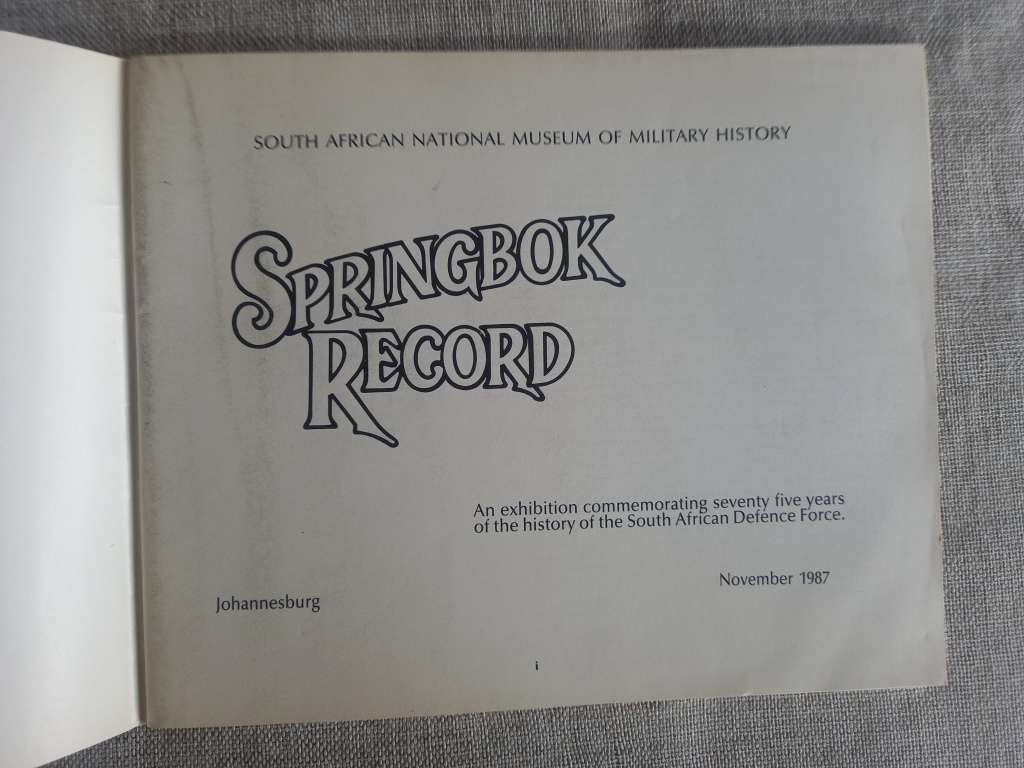 SOUTH AFRICAN NATIONAL MUSEUM OF MILITARY HISTORY
SPRINGBOK
RECORD
An exhibition commemorating seventy five years
of the history of the South African Defence Force.
November 1987
Johannesburg
i